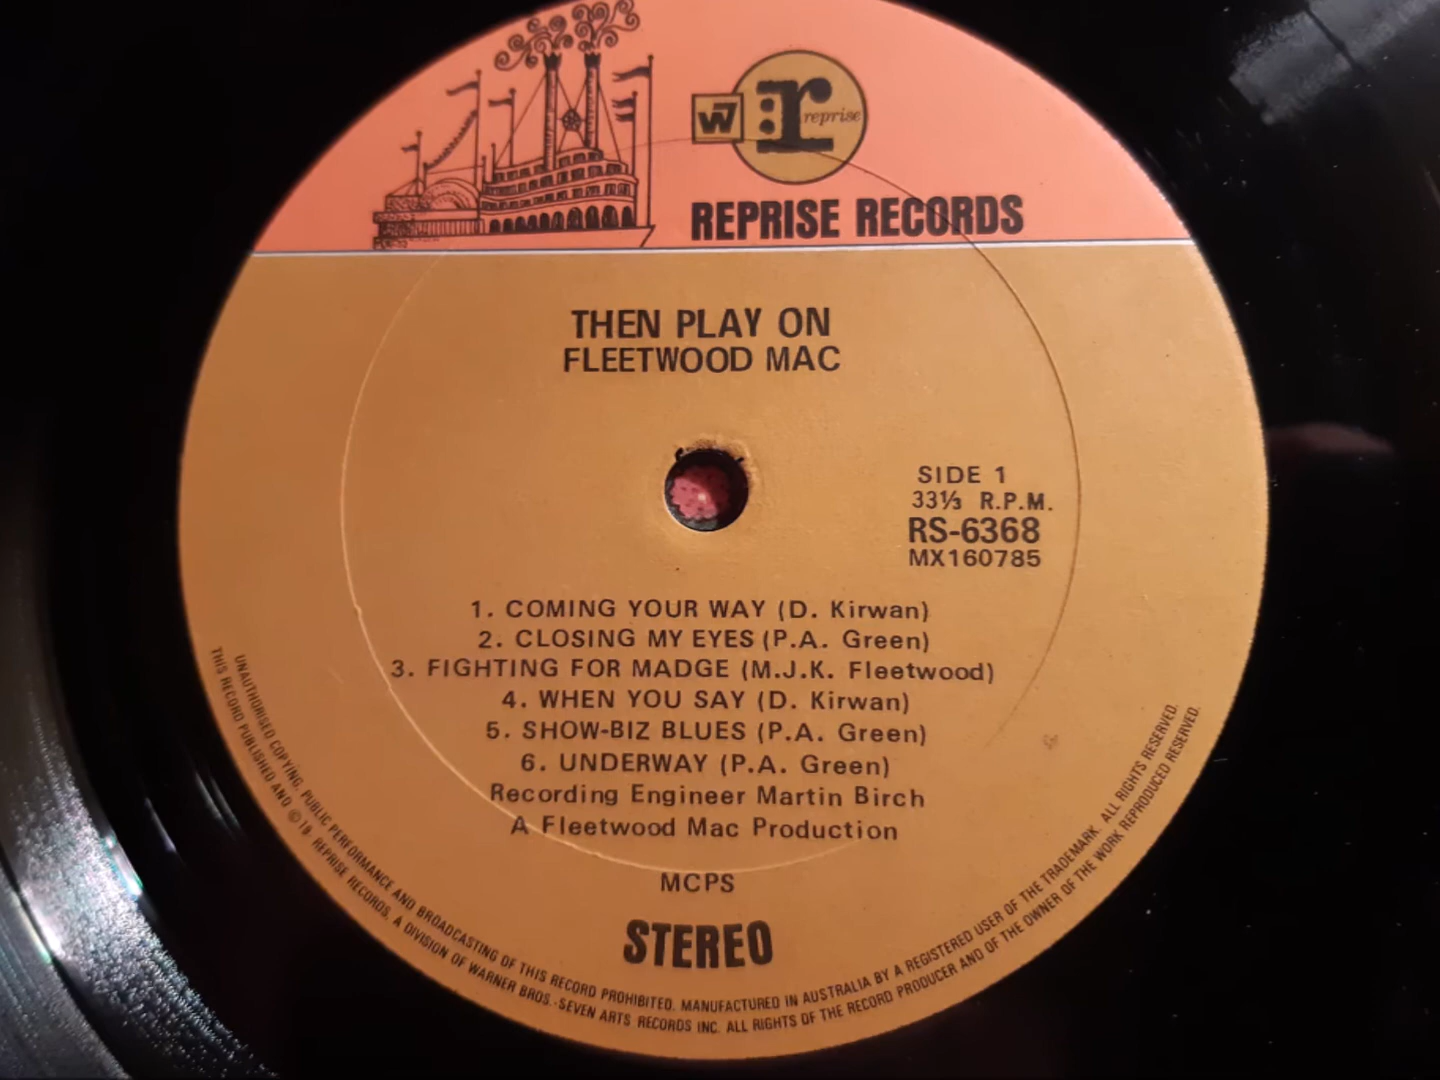 W7
r reprise
REPRISE RECORDS
THEN PLAY ON
FLEETWOOD MAC
SIDE 1
33⅓ R.P.M.
RS-6368
MX160785
1. COMING YOUR WAY (D. Kirwan)
2. CLOSING MY EYES (P.A. Green)
3. FIGHTING FOR MADGE (M.J.K. Fleetwood)
4. WHEN YOU SAY (D. Kirwan)
5. SHOW-BIZ BLUES (P.A. Green)
6. UNDERWAY (P.A. Green)
Recording Engineer Martin Birch
A Fleetwood Mac Production
MCPS
STEREO
UNAUTHORISED COPYING, PUBLIC PERFORMANCE AND BROADCASTING OF THIS RECORD PROHIBITED. MANUFACTURED IN AUSTRALIA BY A REGISTERED USER OF THE TRADEMARK. ALL RIGHTS RESERVED.
THIS RECORD PUBLISHED AND © 19 . REPRISE RECORDS, A DIVISION OF WARNER BROS.-SEVEN ARTS RECORDS INC. ALL RIGHTS OF THE RECORD PRODUCER AND OF THE OWNER OF THE WORK REPRODUCED RESERVED.